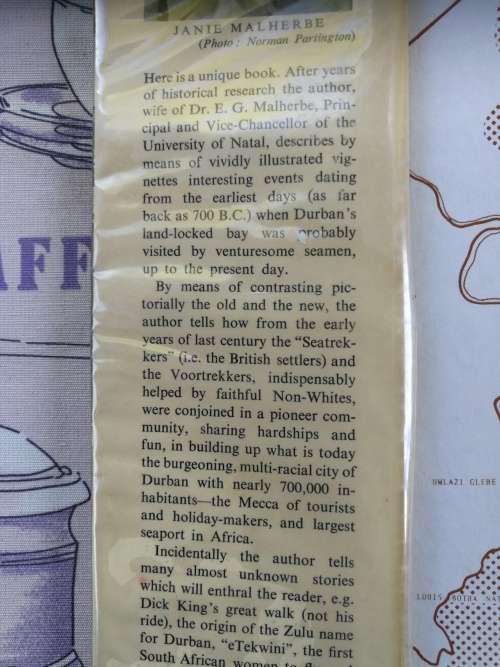 JANIE MALHERBE
(Photo: Norman Partington)
Here is a unique book. After years
of historical research the author,
wife of Dr. E. G. Malherbe, Prin-
cipal and Vice-Chancellor of the
University of Natal, describes by
means of vividly illustrated vig-
nettes interesting events dating
from the earliest days (as far
back as 700 B.C.) when Durban's
land-locked bay was probably
visited by venturesome seamen,
up to the present day.
By means of contrasting pic-
torially the old and the new, the
author tells how from the early
years of last century the "Seatrek-
kers" (i.e. the British settlers) and
the Voortrekkers, indispensably
helped by faithful Non-Whites,
were conjoined in a pioneer com-
munity, sharing hardships and
fun, in building up what is today
the burgeoning, multi-racial city of
Durban with nearly 700,000 in-
habitants—the Mecca of tourists
and holiday-makers, and largest
seaport in Africa.
Incidentally the author tells
many almost unknown stories
which will enthral the reader, e.g.
Dick King's great walk (not his
ride), the origin of the Zulu name
for Durban, "eTekwini", the first
South African women to
AFF
UMLAZI GLEBE
LOUIS BOTHA NAT